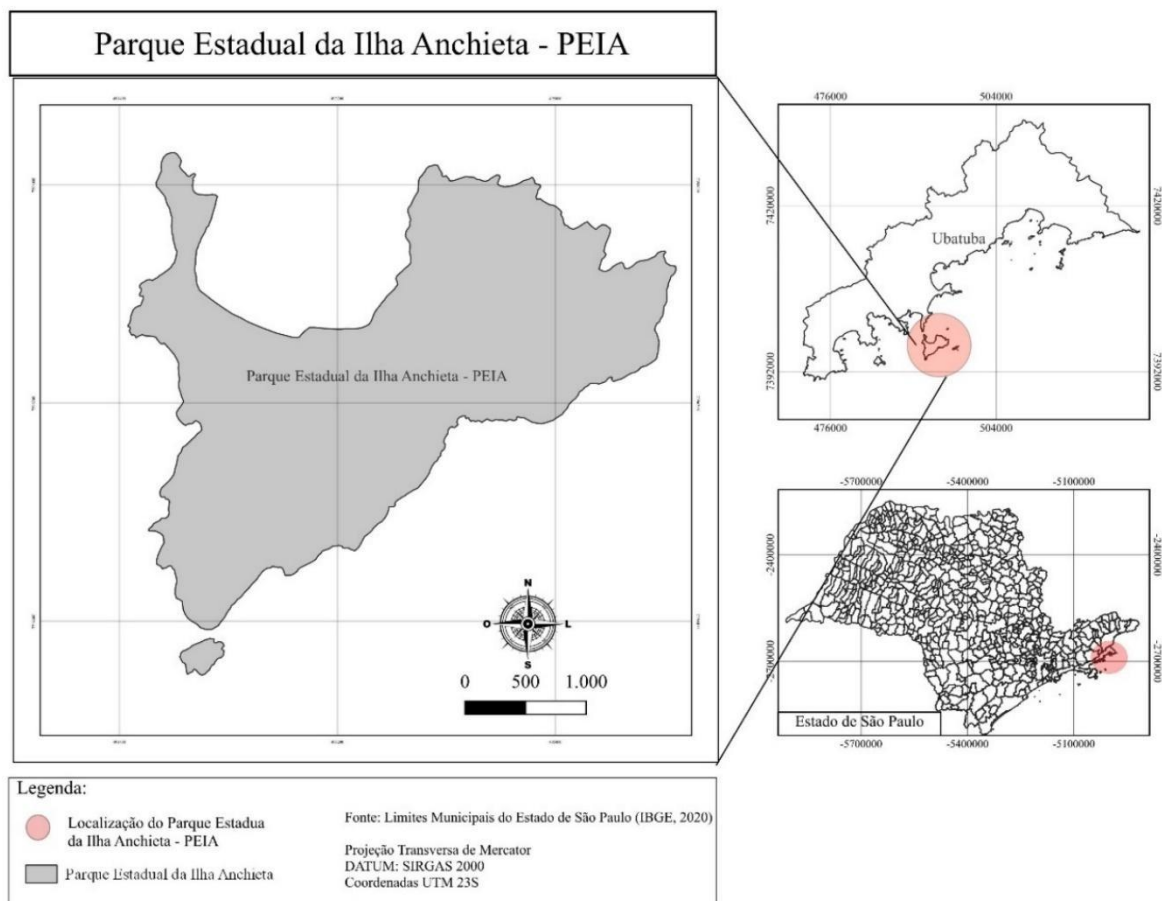 Parque Estadual da Ilha Anchieta - PEIA
Parque Estadual da Ilha Anchieta - PEIA
N
O
L
S
0 500 1.000
476000 504000
7420000
7420000
Ubatuba
7392000
7392000
476000 504000
-5700000 -5400000 -5100000
-2400000
-2400000
-2700000
-2700000
Estado de São Paulo
-5700000 -5400000 -5100000
Legenda:
Localização do Parque Estadua
da Ilha Anchieta - PEIA
Parque Estadual da Ilha Anchieta
Fonte: Limites Municipais do Estado de São Paulo (IBGE, 2020)
Projeção Transversa de Mercator
DATUM: SIRGAS 2000
Coordenadas UTM 23S